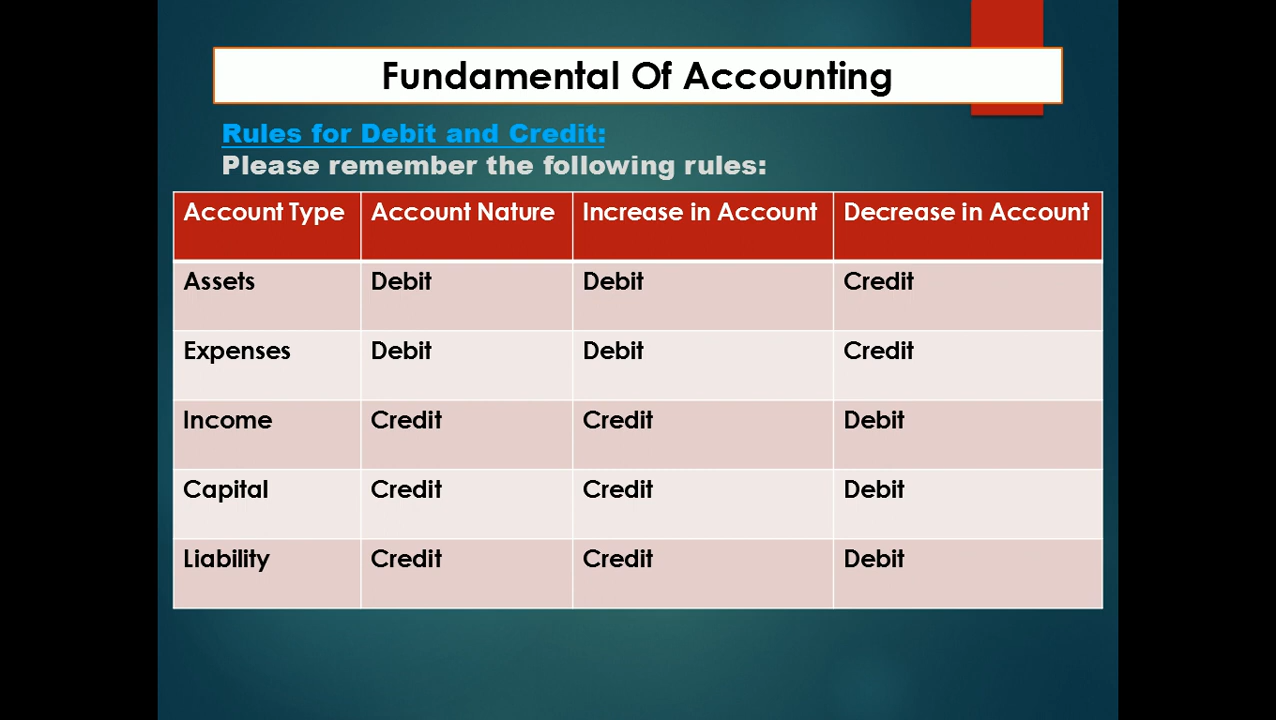 Fundamental Of Accounting
Rules for Debit and Credit:
Please remember the following rules:
Account Type Account Nature Increase in Account Decrease in Account
Assets Debit Debit Credit
Expenses Debit Debit Credit
Income Credit Credit Debit
Capital Credit Credit Debit
Liability Credit Credit Debit